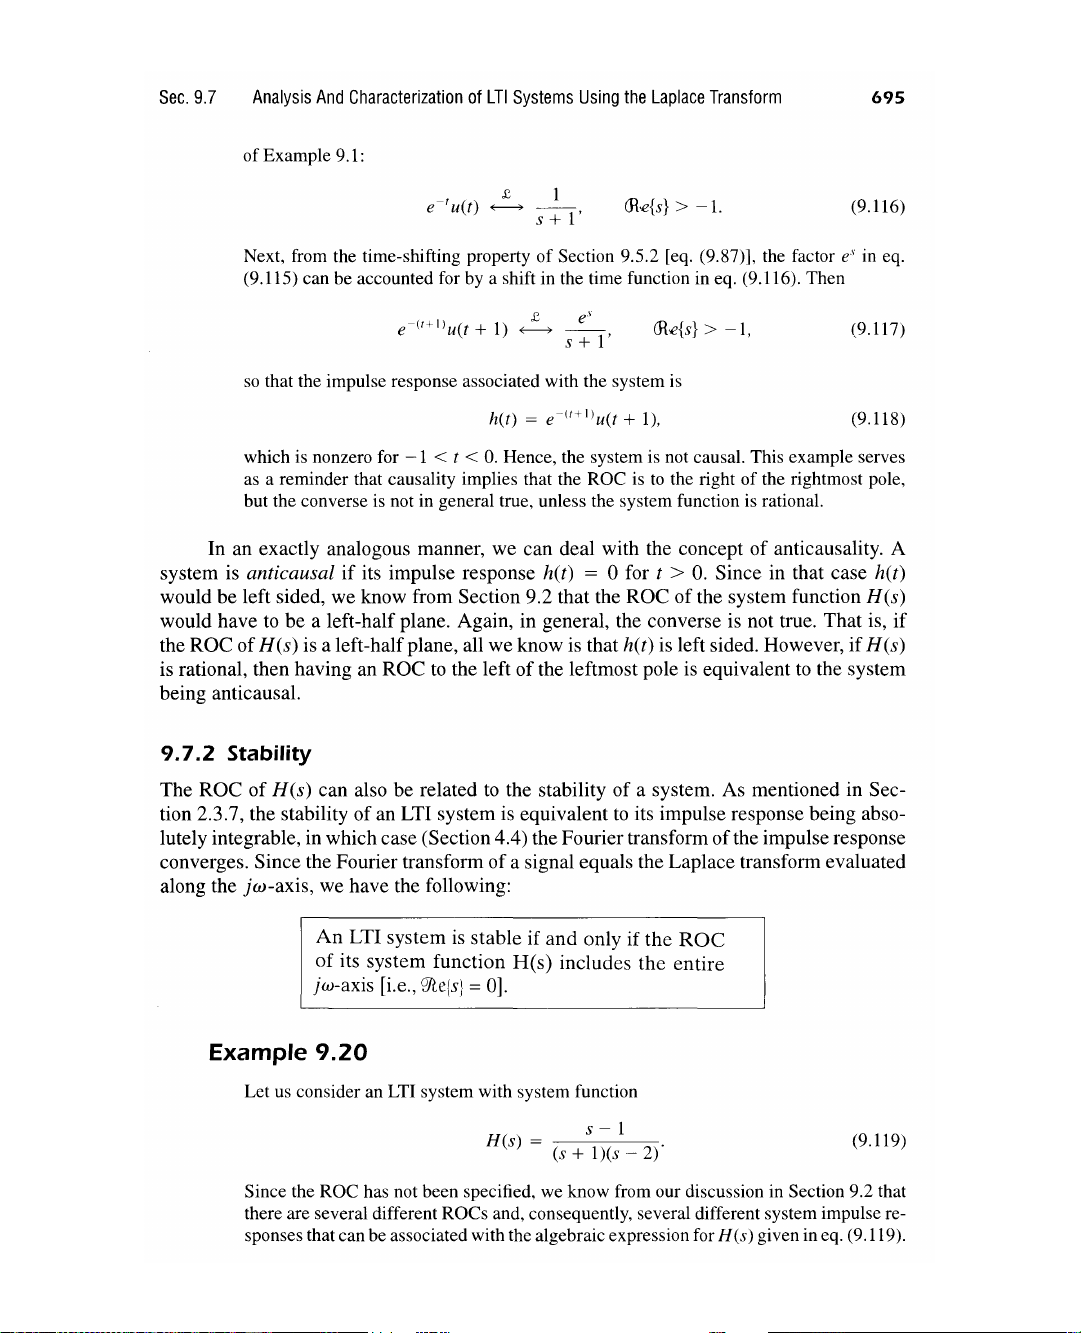 Sec. 9.7 Analysis And Characterization of LTI Systems Using the Laplace Transform 695
of Example 9.1:
e^{-t}u(t) \overset{\mathcal{L}}{\longleftrightarrow} \frac{1}{s+1}, ℜe{s} > −1. (9.116)
Next, from the time-shifting property of Section 9.5.2 [eq. (9.87)], the factor e^s in eq.
(9.115) can be accounted for by a shift in the time function in eq. (9.116). Then
e^{-(t+1)}u(t + 1) \overset{\mathcal{L}}{\longleftrightarrow} \frac{e^s}{s+1}, ℜe{s} > −1, (9.117)
so that the impulse response associated with the system is
h(t) = e^{-(t+1)}u(t + 1), (9.118)
which is nonzero for −1 < t < 0. Hence, the system is not causal. This example serves
as a reminder that causality implies that the ROC is to the right of the rightmost pole,
but the converse is not in general true, unless the system function is rational.
In an exactly analogous manner, we can deal with the concept of anticausality. A
system is anticausal if its impulse response h(t) = 0 for t > 0. Since in that case h(t)
would be left sided, we know from Section 9.2 that the ROC of the system function H(s)
would have to be a left-half plane. Again, in general, the converse is not true. That is, if
the ROC of H(s) is a left-half plane, all we know is that h(t) is left sided. However, if H(s)
is rational, then having an ROC to the left of the leftmost pole is equivalent to the system
being anticausal.
9.7.2 Stability
The ROC of H(s) can also be related to the stability of a system. As mentioned in Sec-
tion 2.3.7, the stability of an LTI system is equivalent to its impulse response being abso-
lutely integrable, in which case (Section 4.4) the Fourier transform of the impulse response
converges. Since the Fourier transform of a signal equals the Laplace transform evaluated
along the jω-axis, we have the following:
An LTI system is stable if and only if the ROC
of its system function H(s) includes the entire
jω-axis [i.e., ℜe{s} = 0].
Example 9.20
Let us consider an LTI system with system function
H(s) = \frac{s - 1}{(s + 1)(s - 2)}. (9.119)
Since the ROC has not been specified, we know from our discussion in Section 9.2 that
there are several different ROCs and, consequently, several different system impulse re-
sponses that can be associated with the algebraic expression for H(s) given in eq. (9.119).